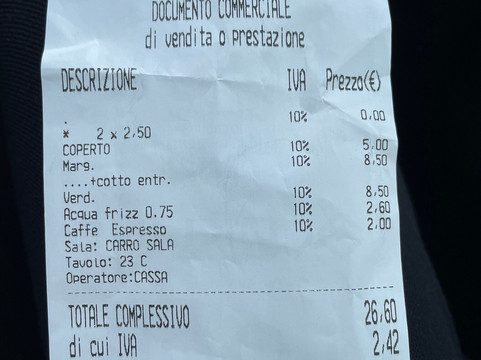 DOCUMENTO COMMERCIALE
di vendita o prestazione
DESCRIZIONE IVA Prezzo(€)
. 10% 0,00
* 2 x 2,50
COPERTO 10% 5,00
Marg. 10% 8,50
....+cotto entr.
Verd. 10% 8,50
Acqua frizz 0.75 10% 2,60
Caffe Espresso 10% 2,00
Sala: CARRO SALA
Tavolo: 23 C
Operatore:CASSA
TOTALE COMPLESSIVO 26,60
di cui IVA 2,42